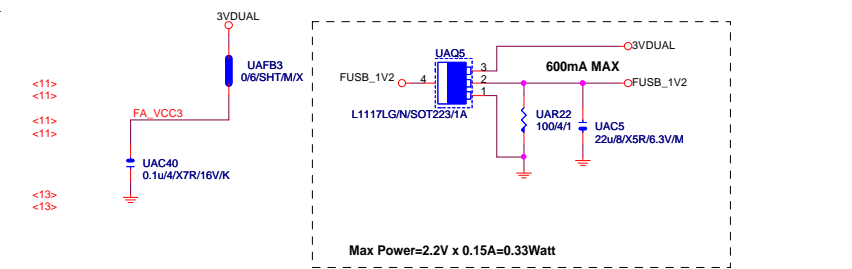 3VDUAL
UAFB3
0/6/SHT/M/X
<11>
<11>
FA_VCC3
<11>
<11>
UAC40
0.1u/4/X7R/16V/K
<13>
<13>
UAQ5
3VDUAL
3
600mA MAX
FUSB_1V2
4
2
FUSB_1V2
1
L1117LG/N/SOT223/1A
UAR22
100/4/1
UAC5
22u/8/X5R/6.3V/M
Max Power=2.2V x 0.15A=0.33Watt